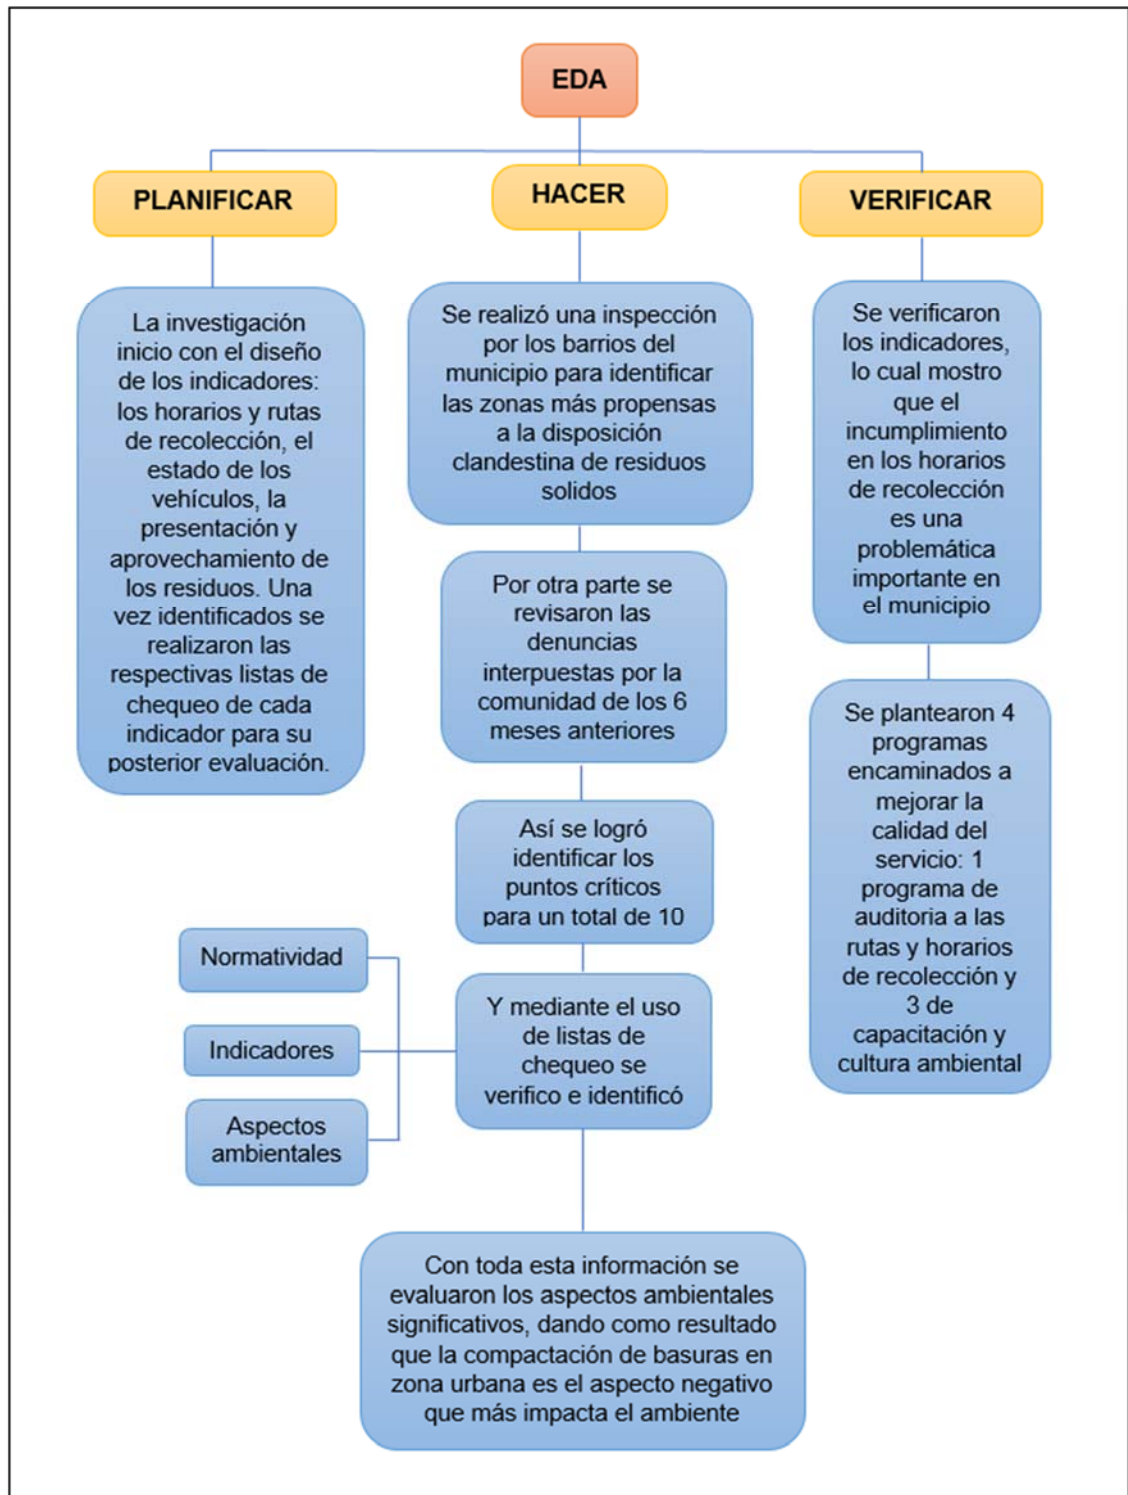 EDA
PLANIFICAR
La investigación
inicio con el diseño
de los indicadores:
los horarios y rutas
de recolección, el
estado de los
vehículos, la
presentación y
aprovechamiento de
los residuos. Una
vez identificados se
realizaron las
respectivas listas de
chequeo de cada
indicador para su
posterior evaluación.
HACER
Se realizó una inspección
por los barrios del
municipio para identificar
las zonas más propensas
a la disposición
clandestina de residuos
solidos
Por otra parte se
revisaron las
denuncias
interpuestas por la
comunidad de los 6
meses anteriores
Así se logró
identificar los
puntos críticos
para un total de 10
Y mediante el uso
de listas de
chequeo se
verifico e identificó
Normatividad
Indicadores
Aspectos
ambientales
Con toda esta información se
evaluaron los aspectos ambientales
significativos, dando como resultado
que la compactación de basuras en
zona urbana es el aspecto negativo
que más impacta el ambiente
VERIFICAR
Se verificaron
los indicadores,
lo cual mostro
que el
incumplimiento
en los horarios
de recolección
es una
problemática
importante en
el municipio
Se plantearon 4
programas
encaminados a
mejorar la
calidad del
servicio: 1
programa de
auditoria a las
rutas y horarios
de recolección y
3 de
capacitación y
cultura ambiental